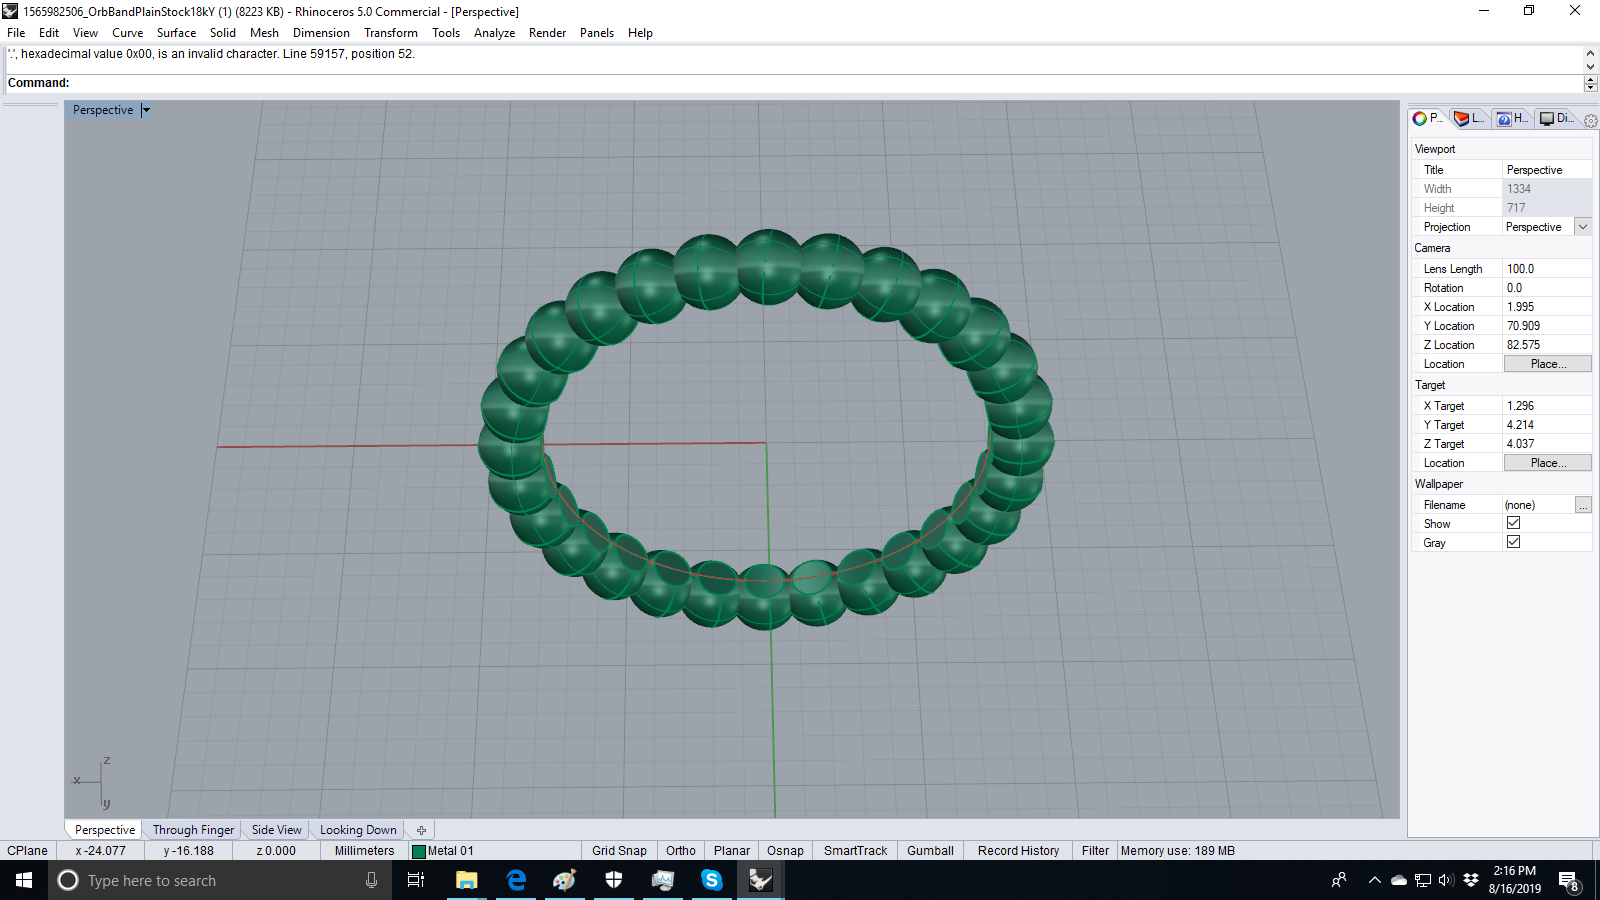 1565982506_OrbBandPlainStock18kY (1) (8223 KB) - Rhinoceros 5.0 Commercial - [Perspective]
File Edit View Curve Surface Solid Mesh Dimension Transform Tools Analyze Render Panels Help
'.', hexadecimal value 0x00, is an invalid character. Line 59157, position 52.
Command:
Perspective
P... L... H... Di...
Viewport
Title Perspective
Width 1334
Height 717
Projection Perspective
Camera
Lens Length 100.0
Rotation 0.0
X Location 1.995
Y Location 70.909
Z Location 82.575
Location Place...
Target
X Target 1.296
Y Target 4.214
Z Target 4.037
Location Place...
Wallpaper
Filename (none) ...
Show
Gray
z
x
y
Perspective Through Finger Side View Looking Down
CPlane x -24.077 y -16.188 z 0.000 Millimeters Metal 01 Grid Snap Ortho Planar Osnap SmartTrack Gumball Record History Filter Memory use: 189 MB
Type here to search
2:16 PM
8/16/2019
8